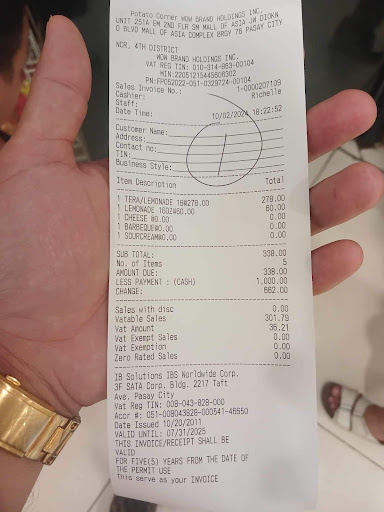 Potato Corner WOW BRAND HOLDINGS INC.
UNIT 251A EM 2ND FLR SM MALL OF ASIA JW DIOKN
O BLVD MALL OF ASIA COMPLEX BRGY 76 PASAY CITY
NCR, 4TH DISTRICT
WOW BRAND HOLDINGS INC.
VAT REG TIN: 010-314-863-00104
MIN:22051215445606302
PN:FP052022-051-0329724-00104
Sales Invoice No.: 1-0000207109
Cashier: Richelle
Staff:
Date Time: 10/02/2024 18:22:52
Customer Name:
Address:
Contact no:
TIN:
Business Style:
1
Item Description Total
1 TERA/LEMONADE 1@278.00 278.00
1 LEMONADE 16OZ@60.00 60.00
1 CHEESE @0.00 0.00
1 BARBEQUE@0.00 0.00
1 SOURCREAM@0.00 0.00
SUB TOTAL: 338.00
No. of Items 5
AMOUNT DUE: 338.00
LESS PAYMENT : (CASH) 1,000.00
CHANGE: 662.00
Sales with disc 0.00
Vatable Sales 301.79
Vat Amount 36.21
Vat Exempt Sales 0.00
Vat Exemption 0.00
Zero Rated Sales 0.00
IB Solutions IBS Worldwide Corp.
3F SATA Corp. Bldg. 2217 Taft
Ave. Pasay City
Vat Reg TIN: 008-043-828-000
Accr #: 051-008043828-000541-46650
Date Issued 10/20/2011
VALID UNTIL: 07/31/2025
THIS INVOICE/RECEIPT SHALL BE
VALID
FOR FIVE(5) YEARS FROM THE DATE OF
THE PERMIT USE
This serve as your INVOICE